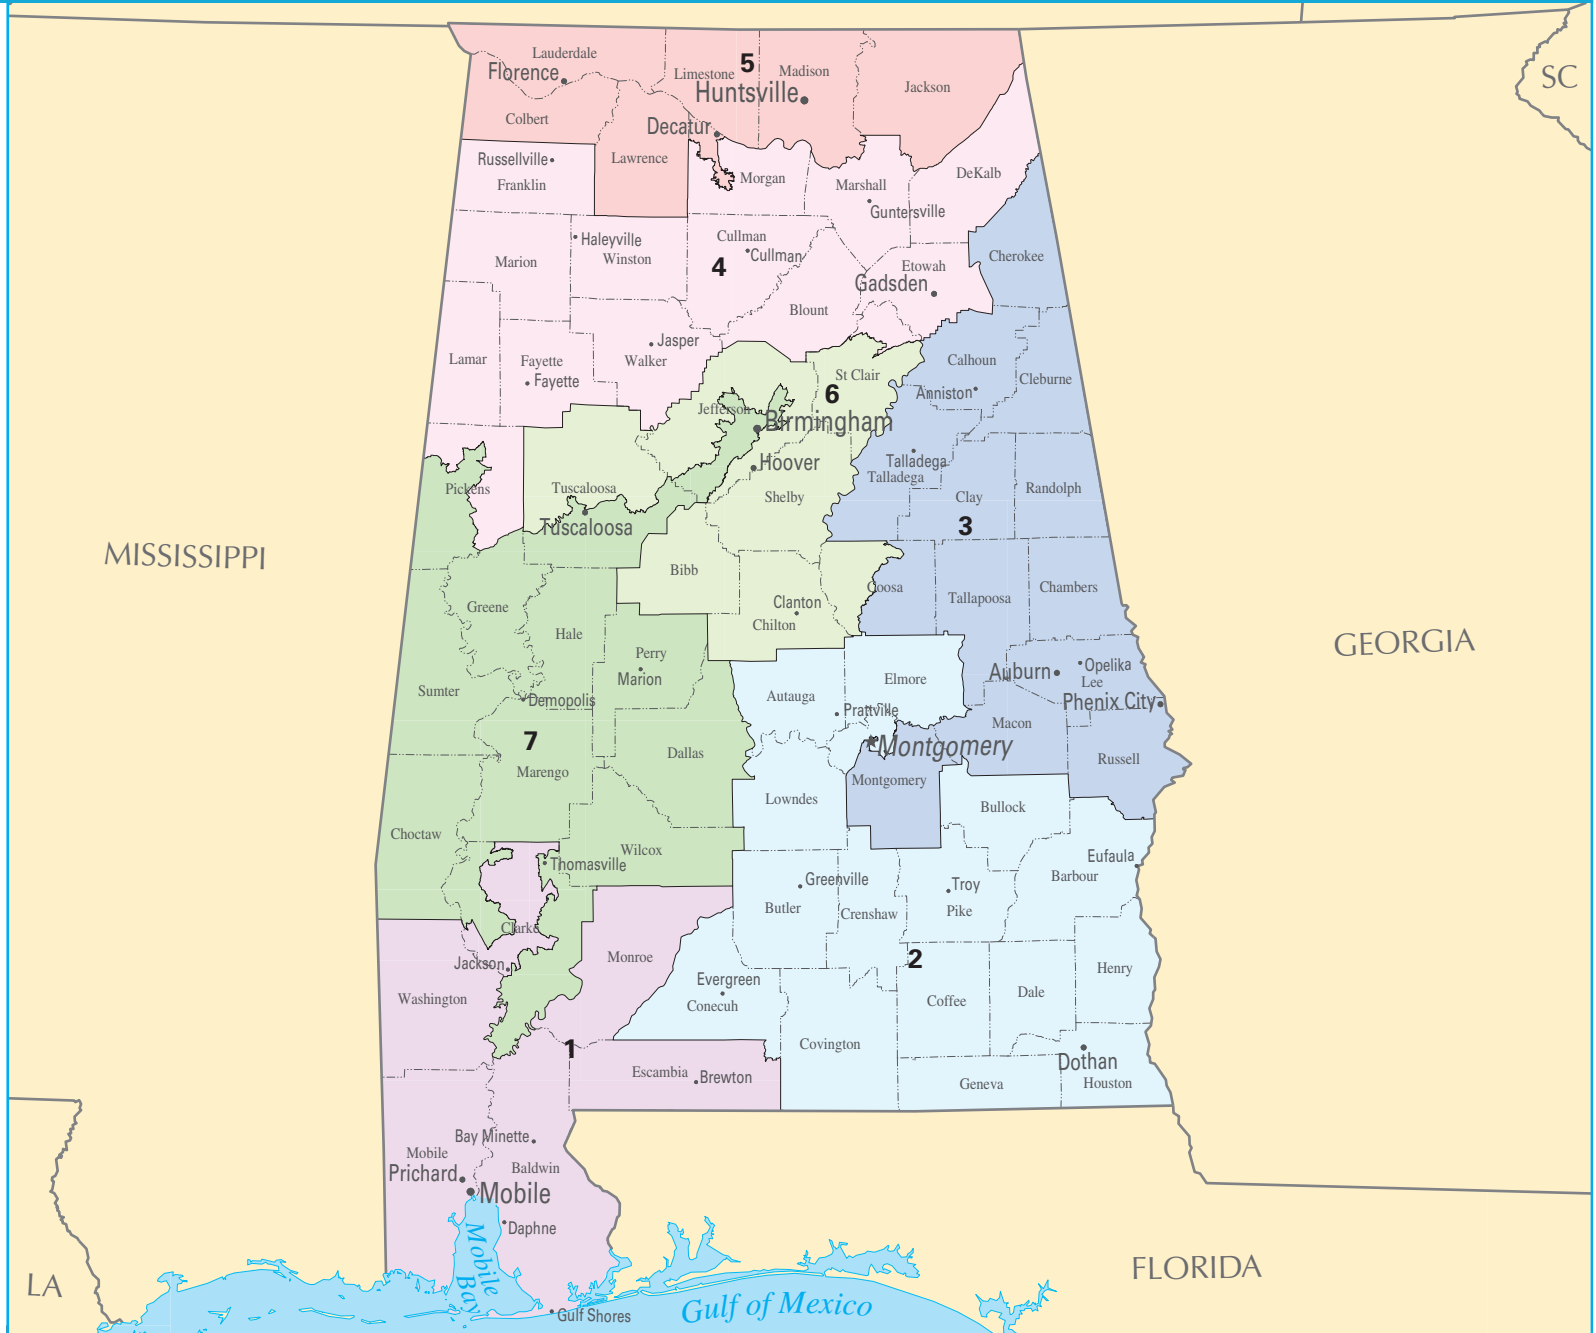 Lauderdale
5
Florence
Limestone
Madison
SC
Huntsville
Jackson
Colbert
Decatur
Russellville
Lawrence
Franklin
Morgan
Marshall
DeKalb
Guntersville
Haleyville
Cullman
Marion
Winston
4
Cullman
Etowah
Cherokee
Gadsden
Blount
Jasper
Lamar
Fayette
Walker
Calhoun
Fayette
St Clair
Cleburne
6
Anniston
Jefferson
Birmingham
Hoover
Talladega
Talladega
Pickens
Tuscaloosa
Shelby
Clay
Randolph
Tuscaloosa
3
MISSISSIPPI
Bibb
Coosa
Chambers
Greene
Clanton
Tallapoosa
Hale
Chilton
GEORGIA
Perry
Marion
Elmore
Auburn
Opelika
Lee
Sumter
Autauga
Demopolis
Prattville
Phenix City
7
Macon
Montgomery
Dallas
Russell
Marengo
Montgomery
Lowndes
Bullock
Choctaw
Wilcox
Eufaula
Thomasville
Greenville
Troy
Barbour
Butler
Crenshaw
Pike
Clarke
Monroe
2
Jackson
Henry
Washington
Evergreen
Conecuh
Coffee
Dale
1
Covington
Dothan
Escambia
Brewton
Geneva
Houston
Bay Minette
Mobile
Baldwin
Prichard
Mobile
Daphne
Mobile
Bay
FLORIDA
LA
Gulf of Mexico
Gulf Shores